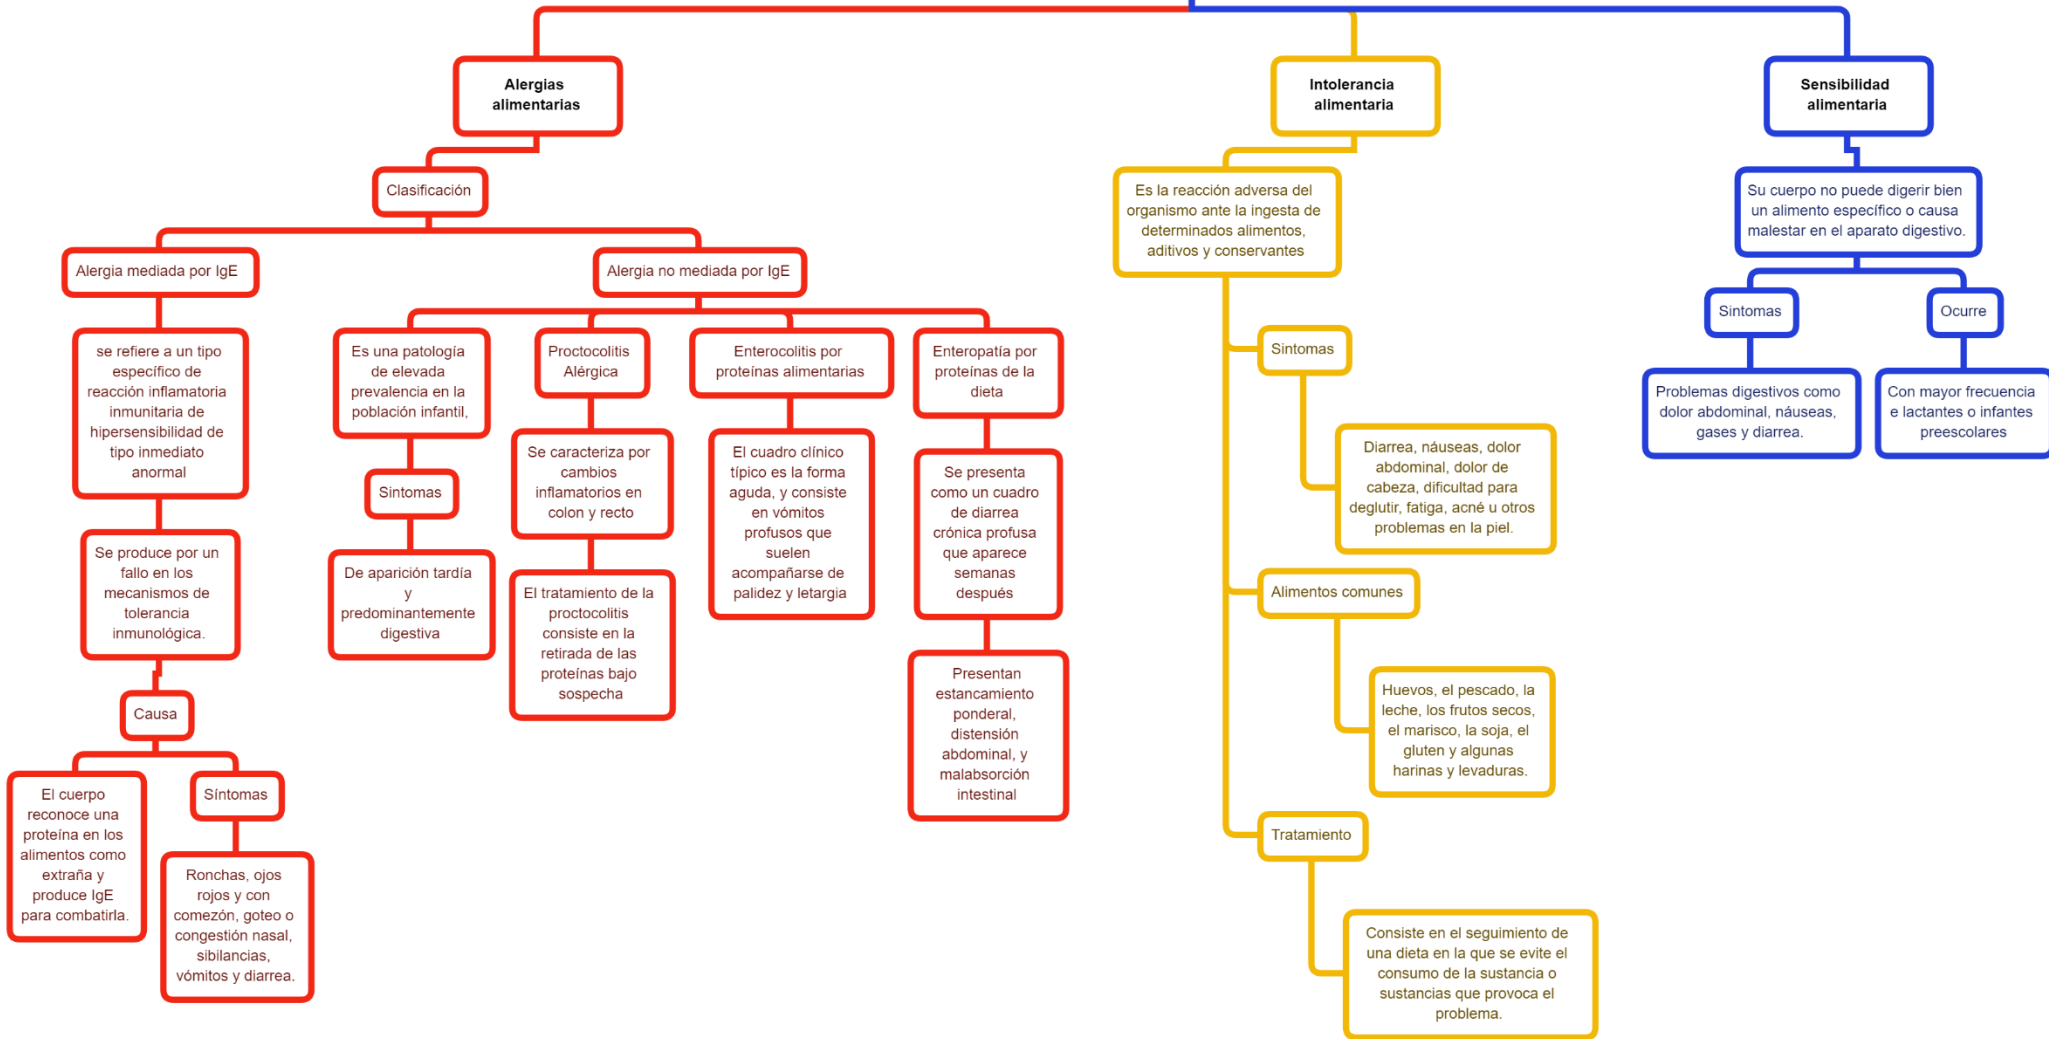 Alergias
alimentarias
Clasificación
Alergia mediada por IgE
se refiere a un tipo
específico de
reacción inflamatoria
inmunitaria de
hipersensibilidad de
tipo inmediato
anormal
Se produce por un
fallo en los
mecanismos de
tolerancia
inmunológica.
Causa
El cuerpo
reconoce una
proteína en los
alimentos como
extraña y
produce IgE
para combatirla.
Síntomas
Ronchas, ojos
rojos y con
comezón, goteo o
congestión nasal,
sibilancias,
vómitos y diarrea.
Alergia no mediada por IgE
Es una patología
de elevada
prevalencia en la
población infantil,
Sintomas
De aparición tardía
y
predominantemente
digestiva
Proctocolitis
Alérgica
Se caracteriza por
cambios
inflamatorios en
colon y recto
El tratamiento de la
proctocolitis
consiste en la
retirada de las
proteínas bajo
sospecha
Enterocolitis por
proteínas alimentarias
El cuadro clínico
típico es la forma
aguda, y consiste
en vómitos
profusos que
suelen
acompañarse de
palidez y letargia
Enteropatía por
proteínas de la
dieta
Se presenta
como un cuadro
de diarrea
crónica profusa
que aparece
semanas
después
Presentan
estancamiento
ponderal,
distensión
abdominal, y
malabsorción
intestinal
Intolerancia
alimentaria
Es la reacción adversa del
organismo ante la ingesta de
determinados alimentos,
aditivos y conservantes
Sintomas
Diarrea, náuseas, dolor
abdominal, dolor de
cabeza, dificultad para
deglutir, fatiga, acné u otros
problemas en la piel.
Alimentos comunes
Huevos, el pescado, la
leche, los frutos secos,
el marisco, la soja, el
gluten y algunas
harinas y levaduras.
Tratamiento
Consiste en el seguimiento de
una dieta en la que se evite el
consumo de la sustancia o
sustancias que provoca el
problema.
Sensibilidad
alimentaria
Su cuerpo no puede digerir bien
un alimento específico o causa
malestar en el aparato digestivo.
Sintomas
Problemas digestivos como
dolor abdominal, náuseas,
gases y diarrea.
Ocurre
Con mayor frecuencia
e lactantes o infantes
preescolares